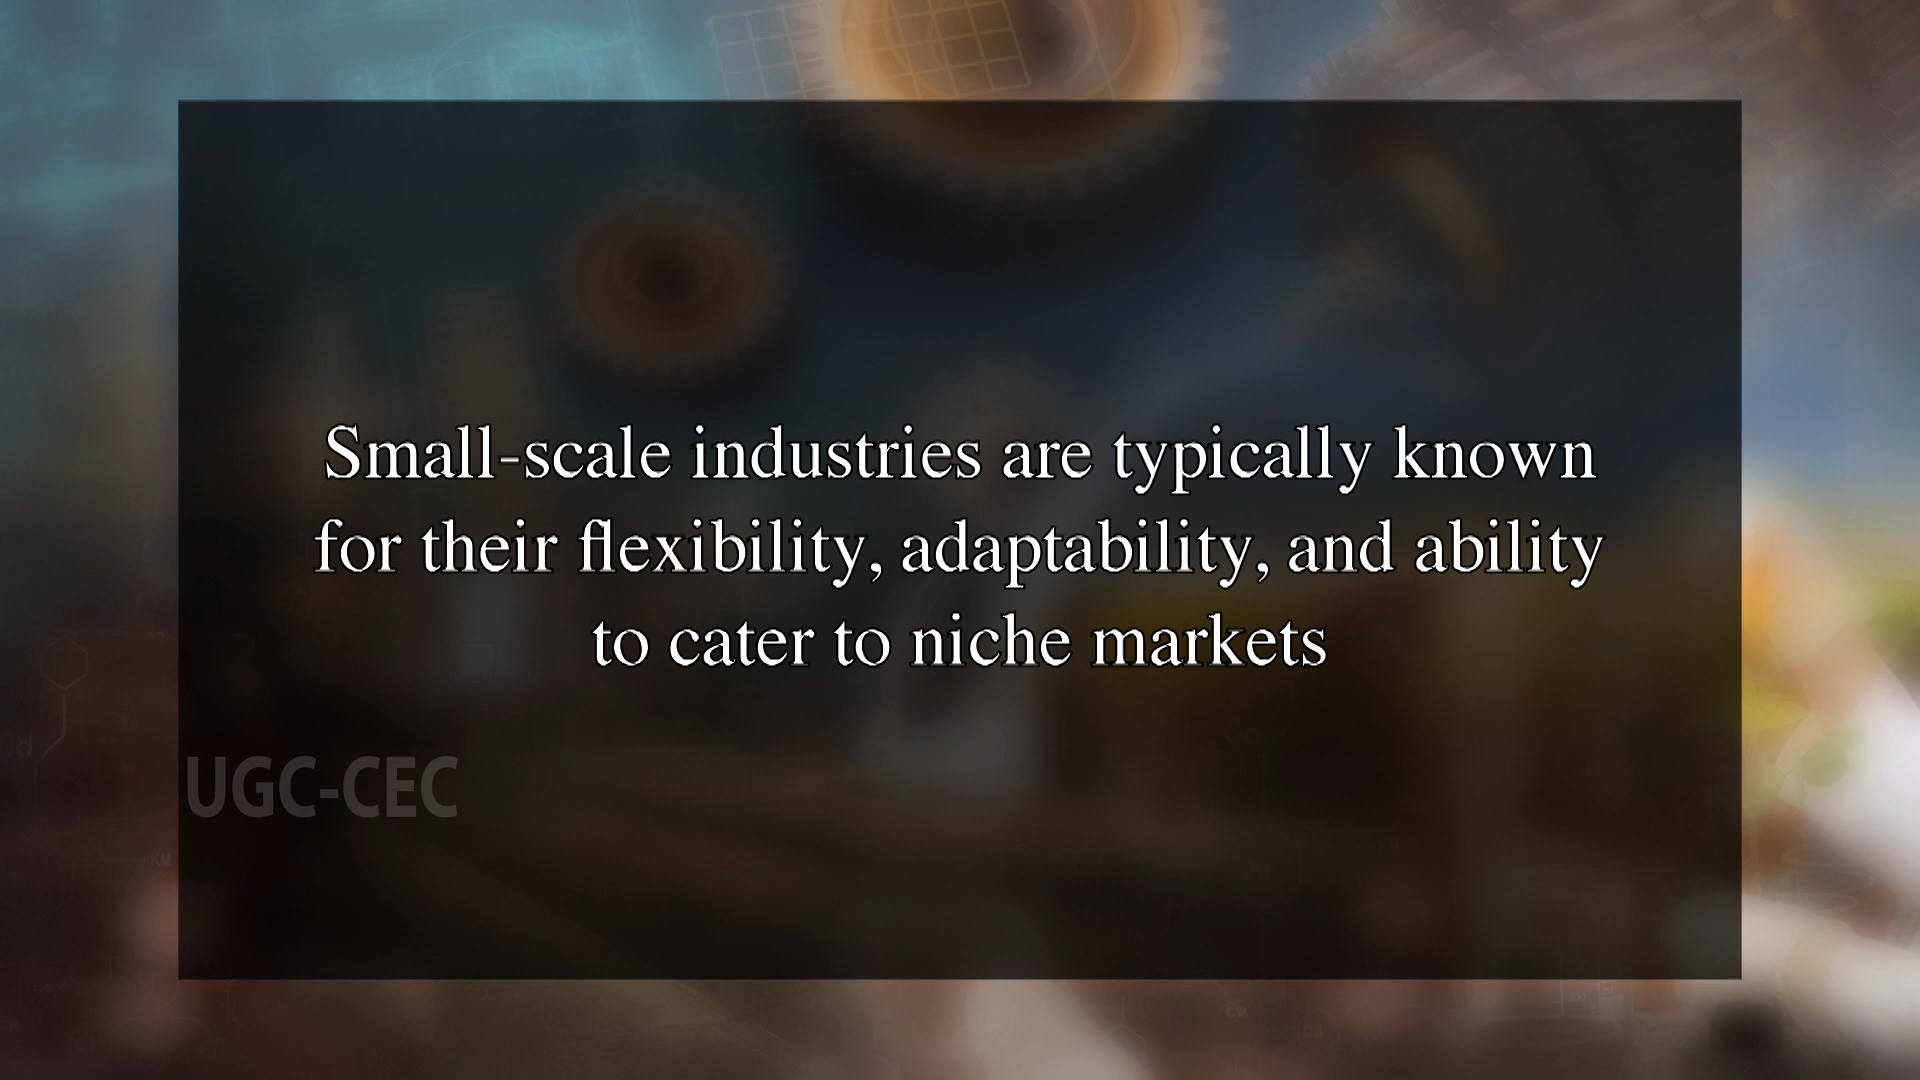 Small-scale industries are typically known
for their flexibility, adaptability, and ability
to cater to niche markets
UGC-CEC
KM